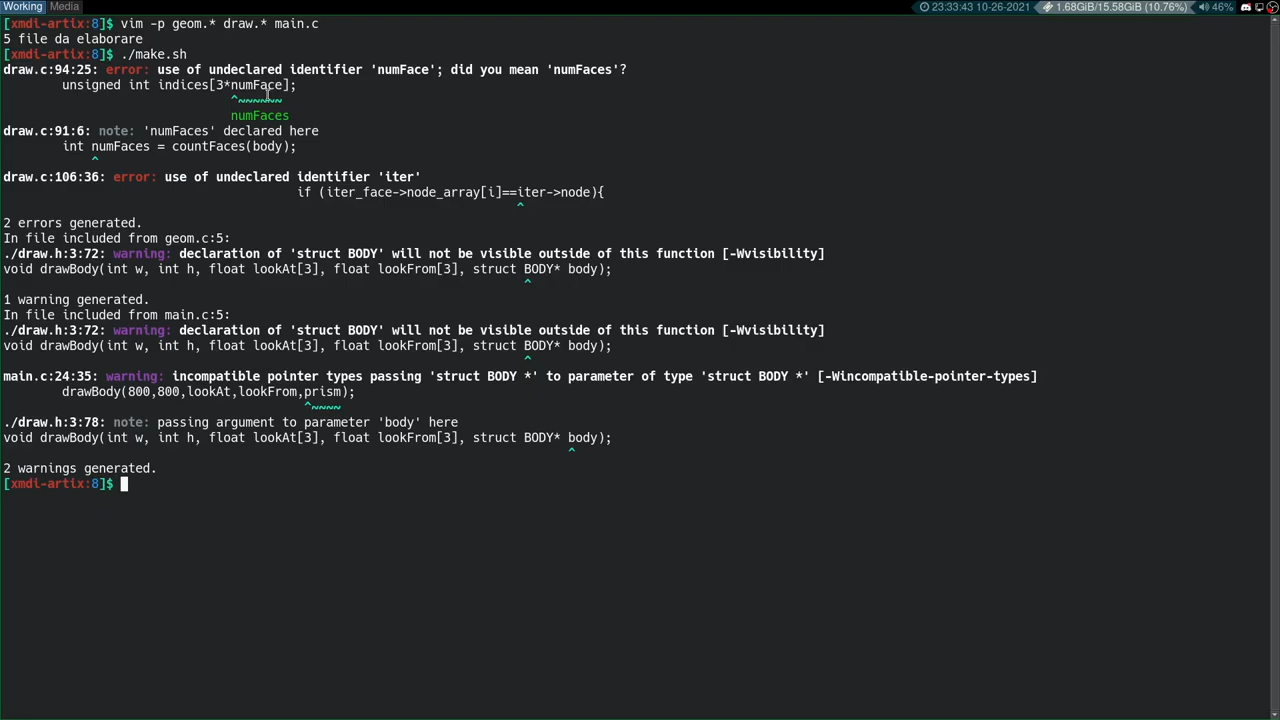 Working Media 23:33:43 10-26-2021 1.68GiB/15.58GiB (10.76%) 46%
[xmdi-artix:8]$ vim -p geom.* draw.* main.c
5 file da elaborare
[xmdi-artix:8]$ ./make.sh
draw.c:94:25: error: use of undeclared identifier 'numFace'; did you mean 'numFaces'?
unsigned int indices[3*numFace];
^~~~~~~
numFaces
draw.c:91:6: note: 'numFaces' declared here
int numFaces = countFaces(body);
^
draw.c:106:36: error: use of undeclared identifier 'iter'
if (iter_face->node_array[i]==iter->node){
^
2 errors generated.
In file included from geom.c:5:
./draw.h:3:72: warning: declaration of 'struct BODY' will not be visible outside of this function [-Wvisibility]
void drawBody(int w, int h, float lookAt[3], float lookFrom[3], struct BODY* body);
^
1 warning generated.
In file included from main.c:5:
./draw.h:3:72: warning: declaration of 'struct BODY' will not be visible outside of this function [-Wvisibility]
void drawBody(int w, int h, float lookAt[3], float lookFrom[3], struct BODY* body);
^
main.c:24:35: warning: incompatible pointer types passing 'struct BODY *' to parameter of type 'struct BODY *' [-Wincompatible-pointer-types]
drawBody(800,800,lookAt,lookFrom,prism);
^~~~~
./draw.h:3:78: note: passing argument to parameter 'body' here
void drawBody(int w, int h, float lookAt[3], float lookFrom[3], struct BODY* body);
^
2 warnings generated.
[xmdi-artix:8]$